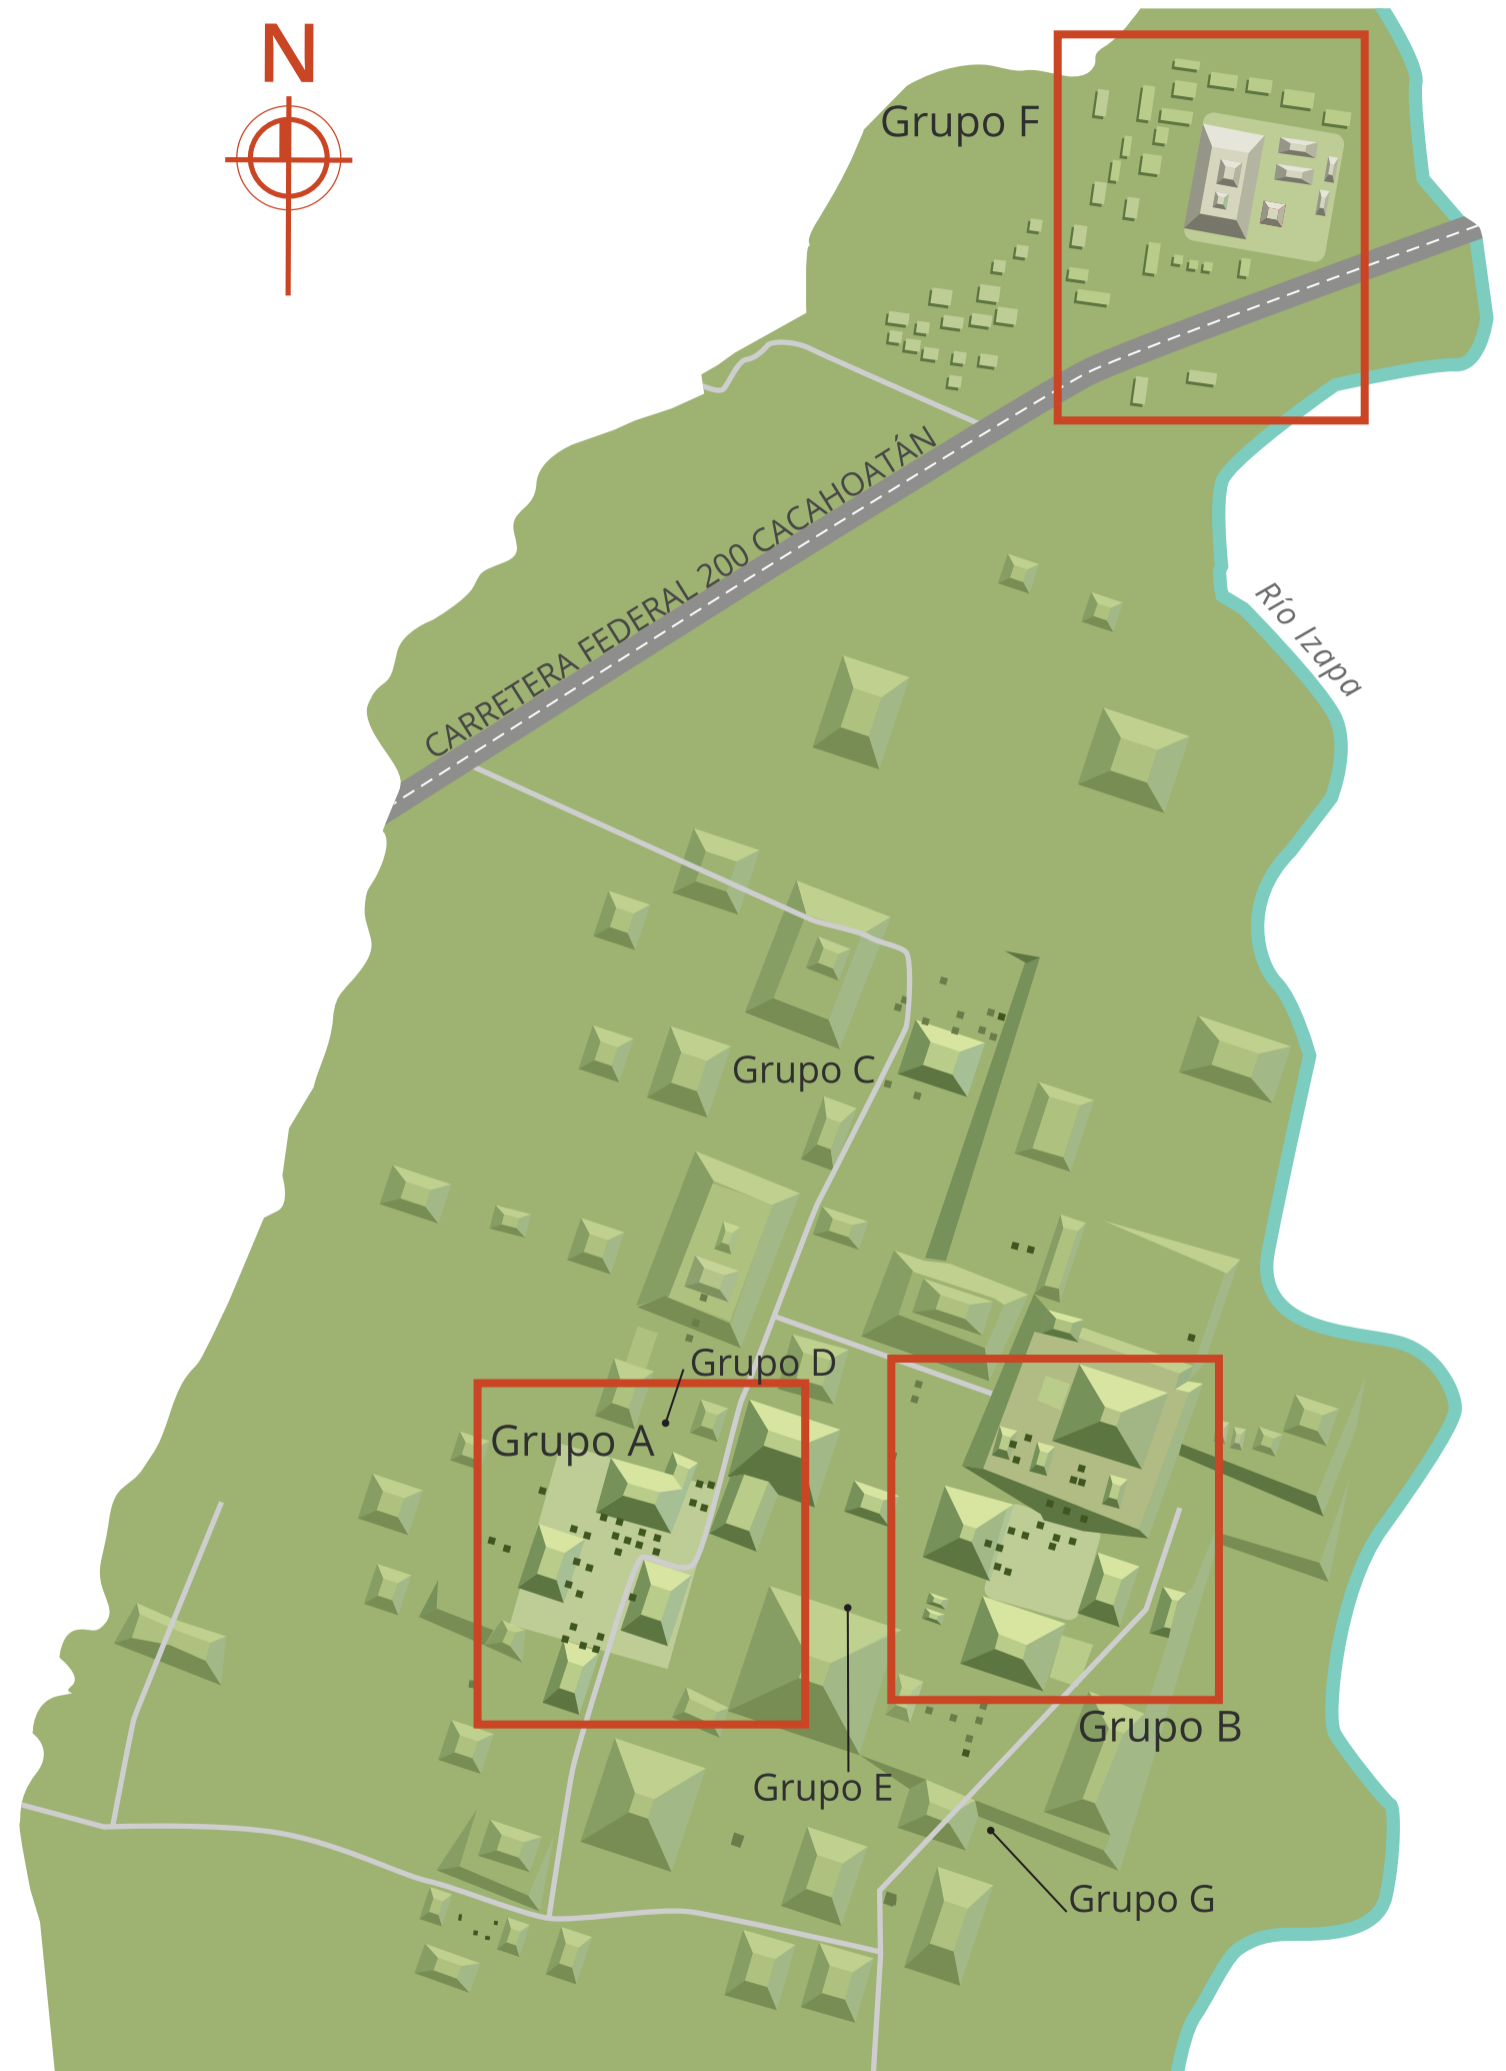 N
Grupo F
CARRETERA FEDERAL 200 CACAHOATÁN
Río Izapa
Grupo C
Grupo D
Grupo A
Grupo B
Grupo E
Grupo G